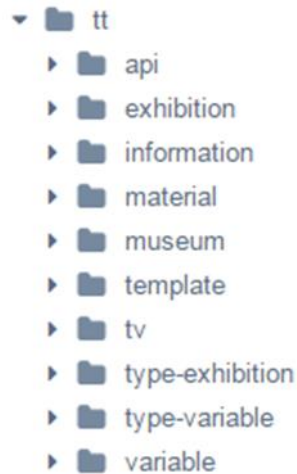 tt
api
exhibition
information
material
museum
template
tv
type-exhibition
type-variable
variable